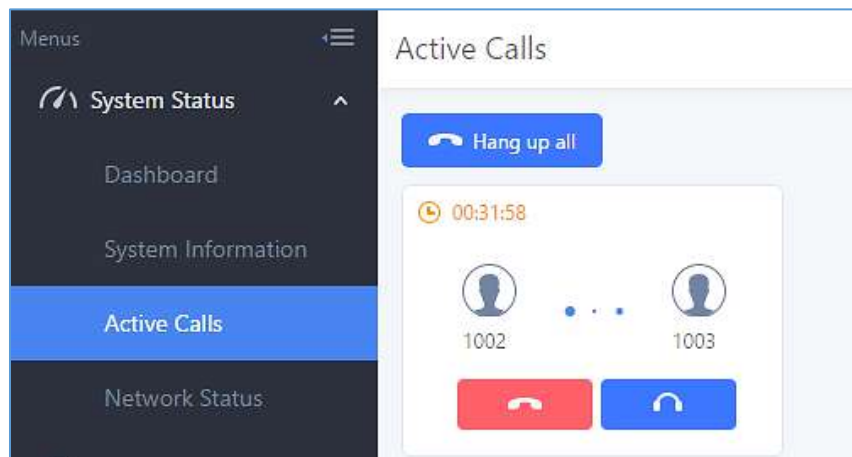 Menus
System Status
Dashboard
System Information
Active Calls
Network Status
Active Calls
Hang up all
00:31:58
1002
1003